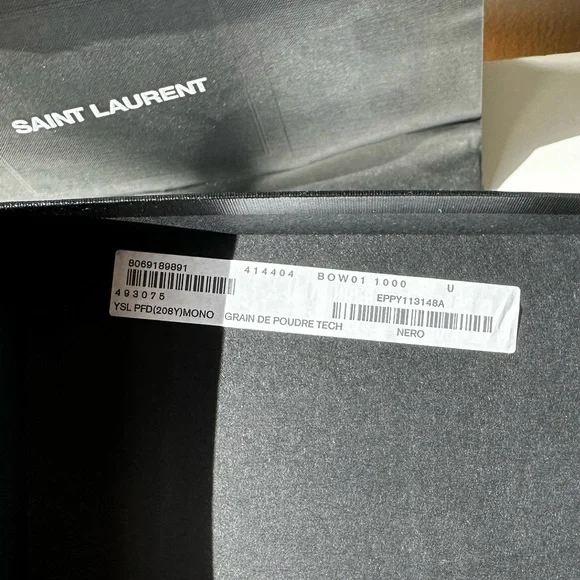 SAINT LAURENT
8069189891 414404 BOW01 1000 U
493075 EPPY113148A
YSL PFD(208Y)MONO GRAIN DE POUDRE TECH NERO